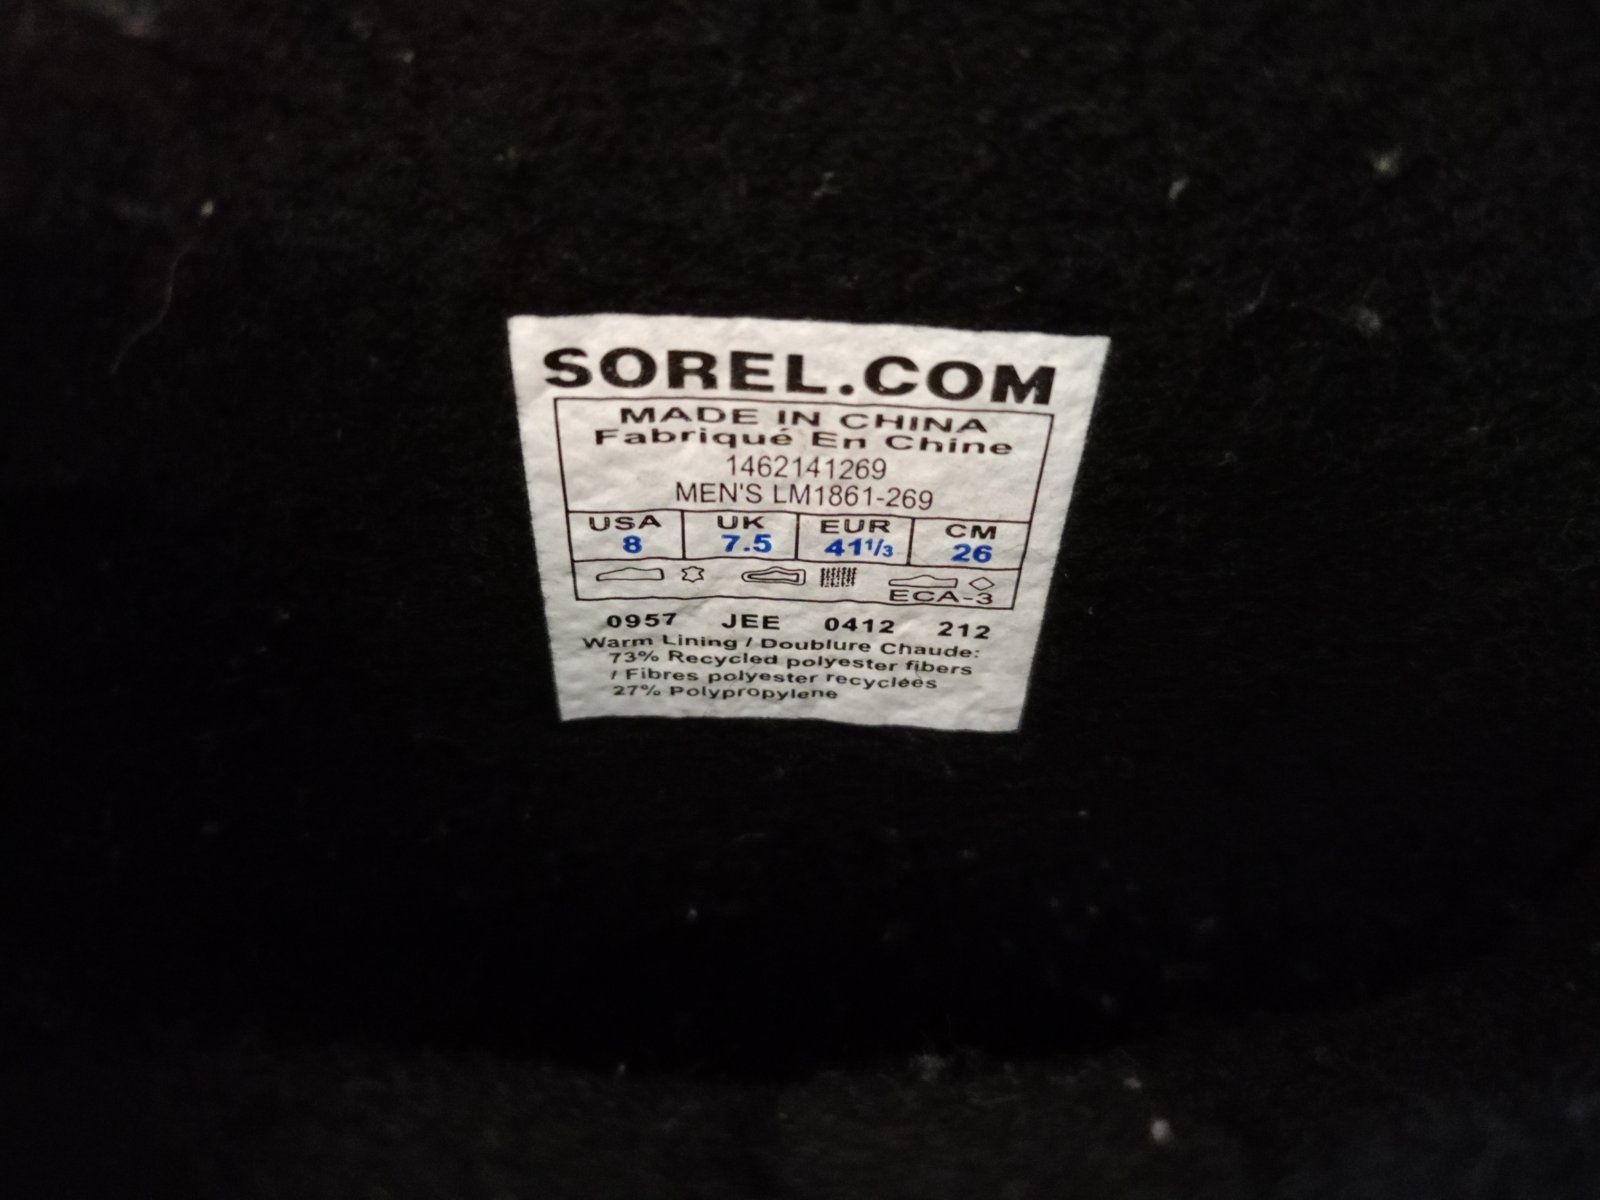 SOREL.COM
MADE IN CHINA
Fabriqué En Chine
1462141269
MEN'S LM1861-269
USA UK EUR CM
8 7.5 41 1/3 26
ECA-3
0957 JEE 0412 212
Warm Lining / Doublure Chaude:
73% Recycled polyester fibers
/ Fibres polyester recyclées
27% Polypropylene